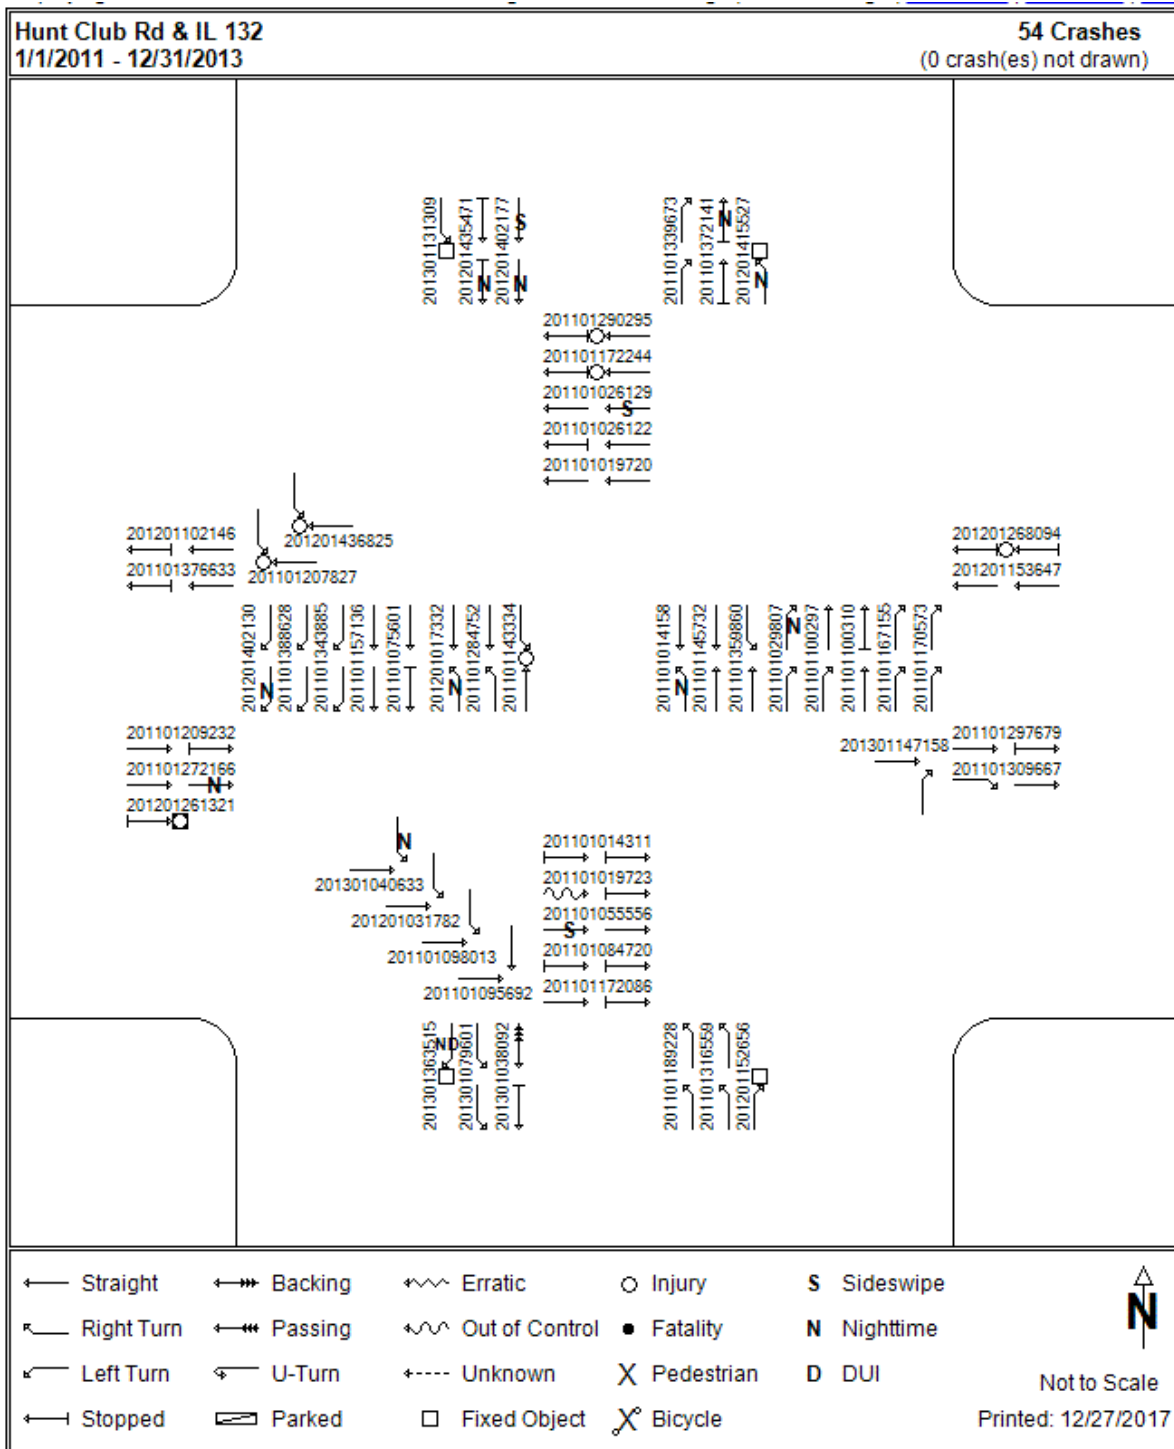 Hunt Club Rd & IL 132
54 Crashes
1/1/2011 - 12/31/2013
(0 crash(es) not drawn)
201301131309
201201435471
201201402177
S
N
N
201101339673
201101372141
201201415527
N
N
201101290295
201101172244
201101026129
S
201101026122
201101019720
201201102146
201101376633
201201436825
201101207827
201201268094
201201153647
201201402130
201101388628
201101343885
201101157136
201101075601
201201017332
201101284752
201101143334
N
N
201101014158
201101145732
201101359860
201101029807
201101100297
201101100310
201101167155
201101170573
N
N
201101209232
201101272166
N
201201261321
201301147158
201101297679
201101309667
N
201301040633
201201031782
201101098013
201101095692
201101014311
201101019723
201101055556
S
201101084720
201101172086
201301363515
201301079601
201301038092
ND
201101189228
201101316559
201201152656
Straight
Backing
Erratic
Injury
S Sideswipe
Right Turn
Passing
Out of Control
Fatality
N Nighttime
Left Turn
U-Turn
Unknown
Pedestrian
D DUI
Stopped
Parked
Fixed Object
Bicycle
N
Not to Scale
Printed: 12/27/2017